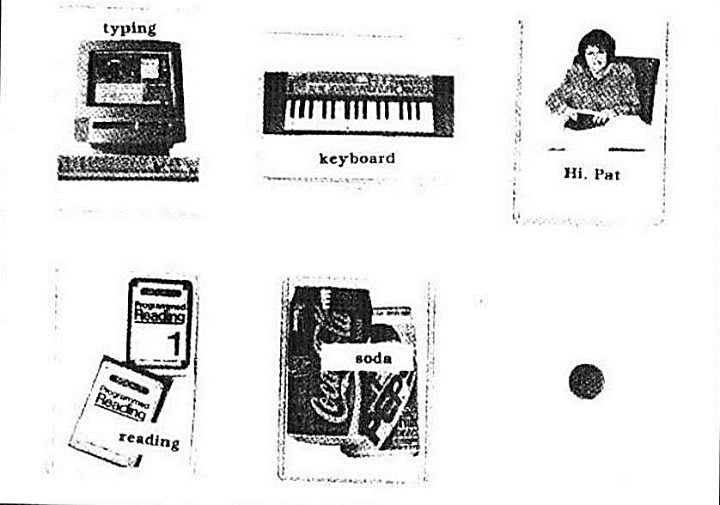 typing
keyboard
Hi, Pat
Programmed
Reading
1
Programmed
Reading
reading
soda